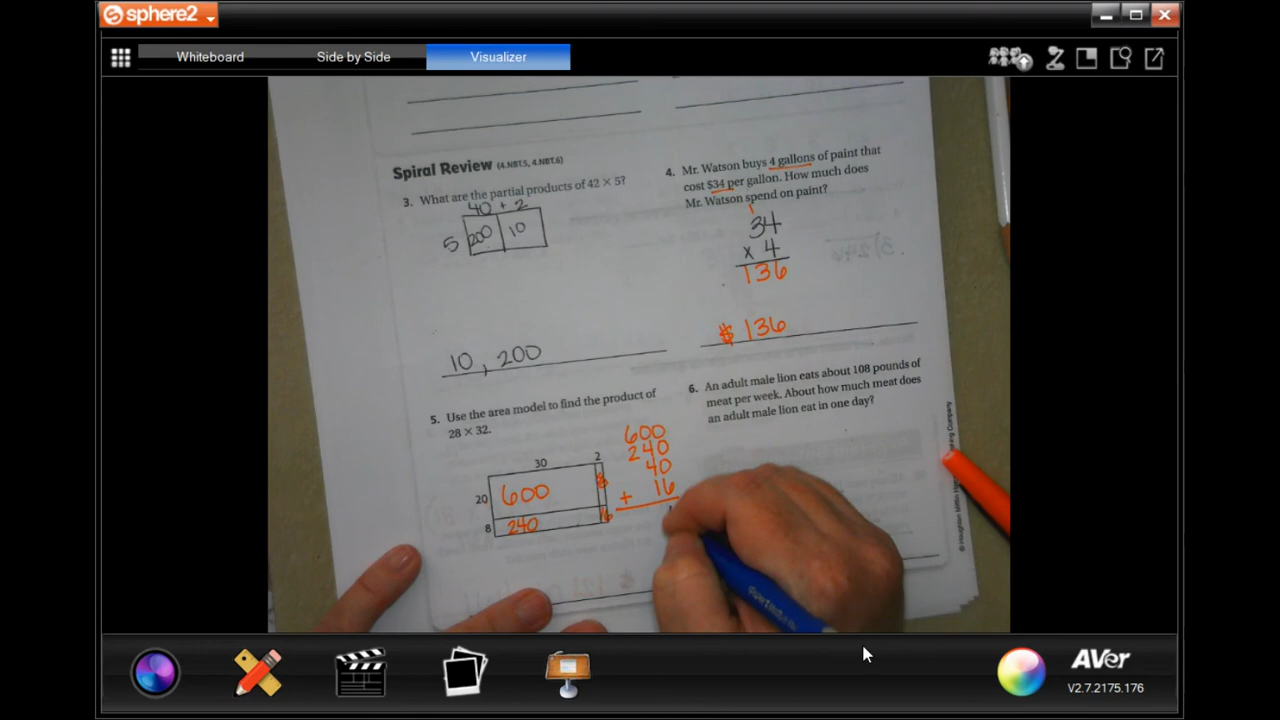 sphere2
Whiteboard Side by Side Visualizer
Spiral Review (4.NBT.5, 4.NBT.6)
3. What are the partial products of 42 × 5?
40 + 2
5 200 10
10, 200
4. Mr. Watson buys 4 gallons of paint that
cost $34 per gallon. How much does
Mr. Watson spend on paint?
1
34
x 4
136
$ 136
5. Use the area model to find the product of
28 × 32.
30 2
20 600
8 240 16
600
240
40
+ 16
6. An adult male lion eats about 108 pounds of
meat per week. About how much meat does
an adult male lion eat in one day?
AVer
V2.7.2175.176